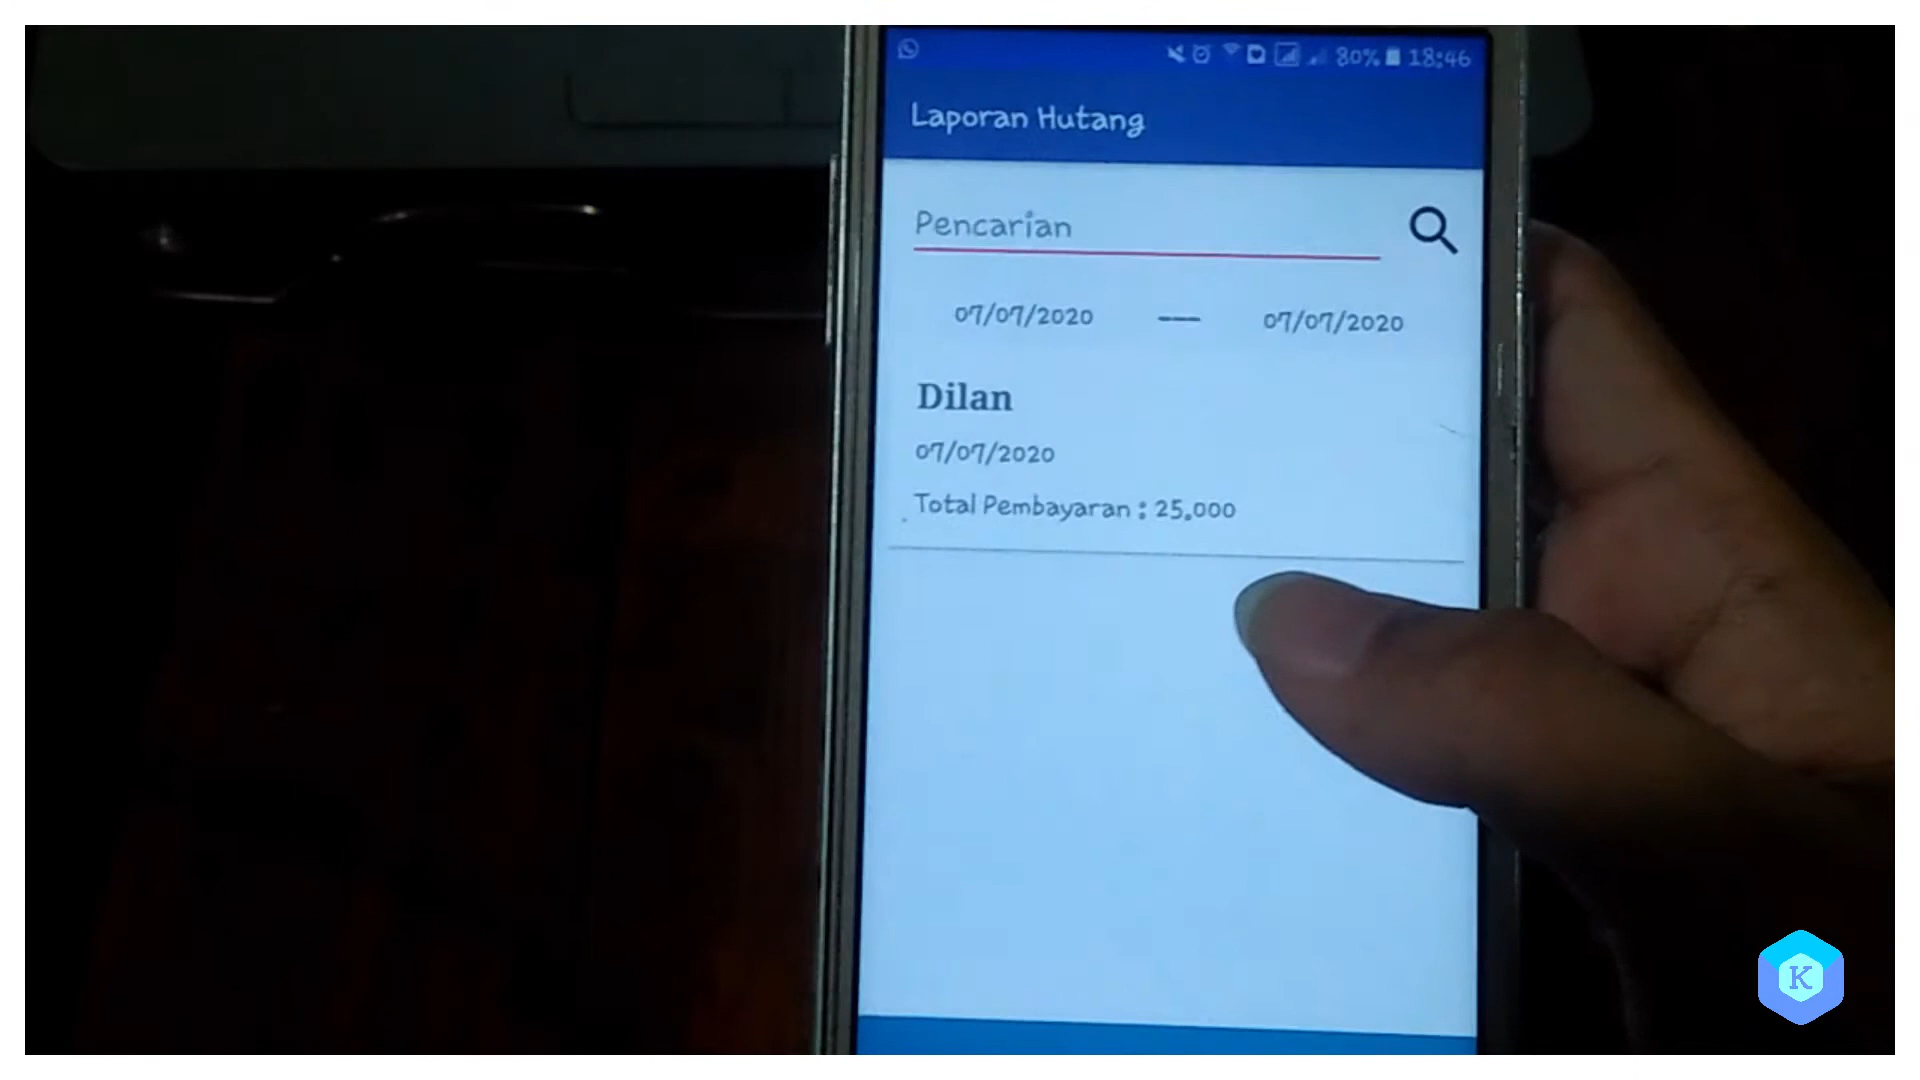 80% 18:46
Laporan Hutang
Pencarian
07/07/2020 — 07/07/2020
Dilan
07/07/2020
Total Pembayaran : 25,000
K